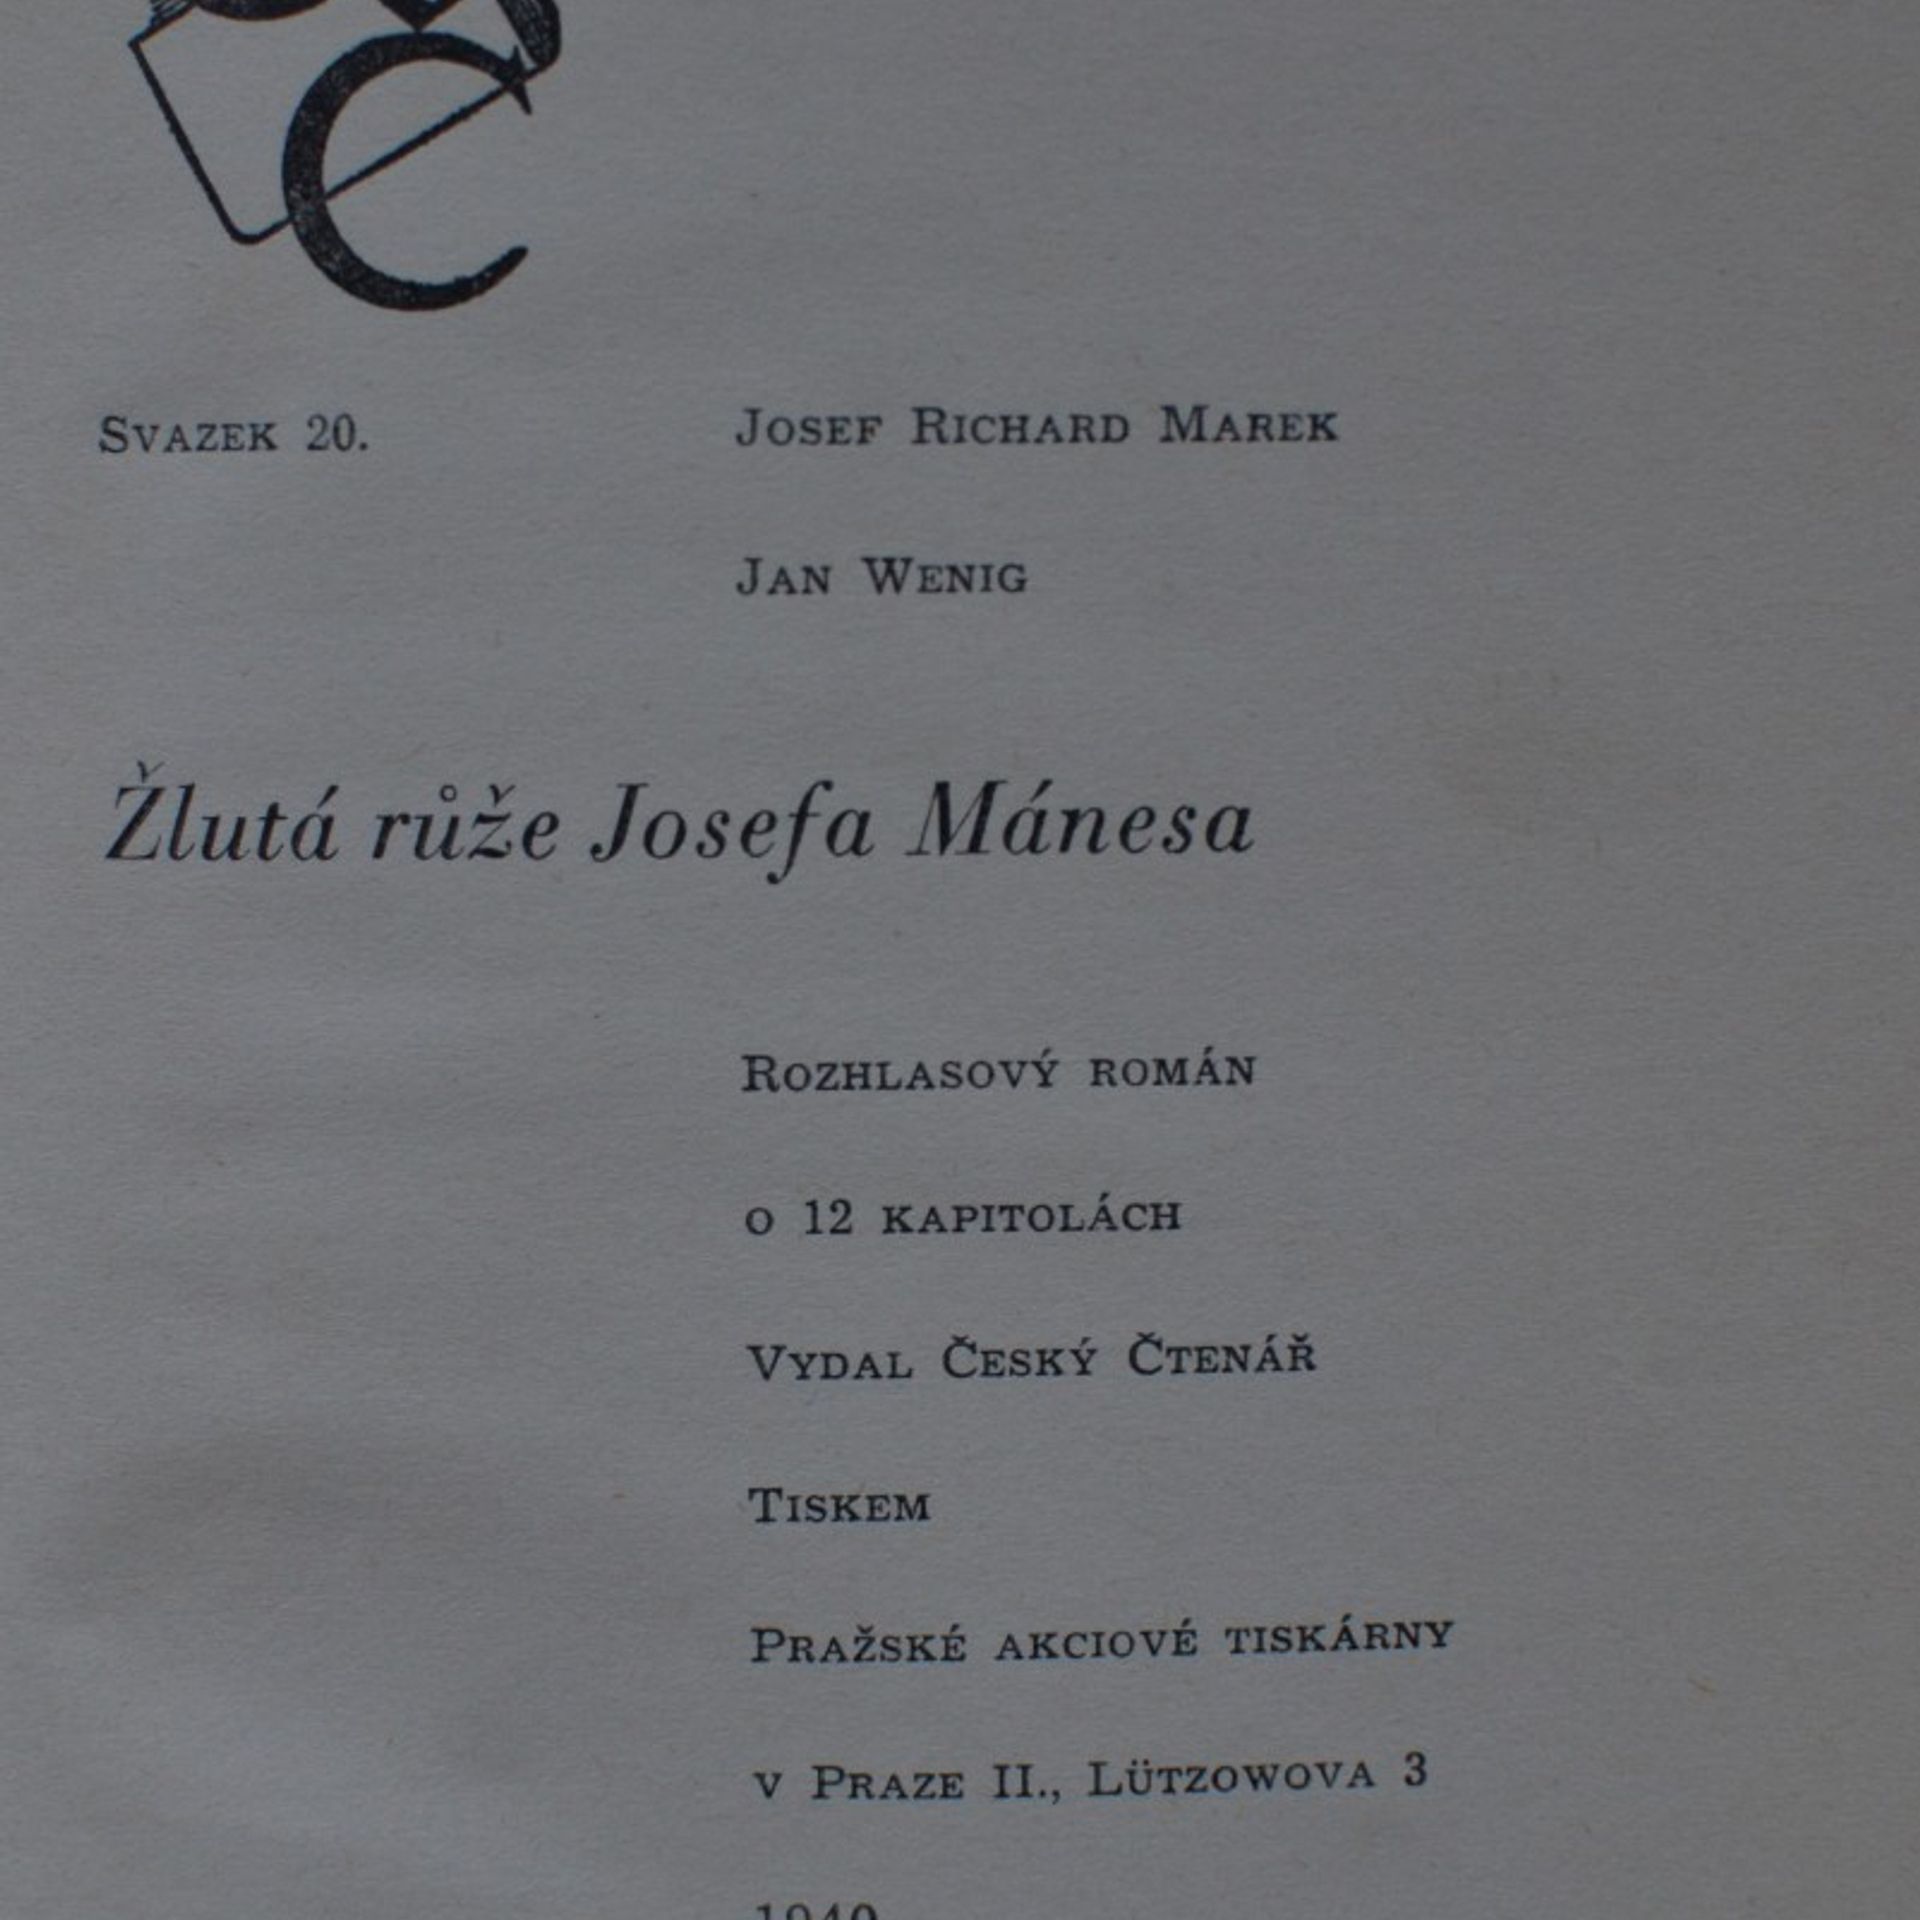 Svazek 20.
Josef Richard Marek
Jan Wenig
Žlutá růže Josefa Mánesa
Rozhlasový román
o 12 kapitolách
Vydal Český Čtenář
Tiskem
Pražské akciové tiskárny
v Praze II., Lützowova 3
1940